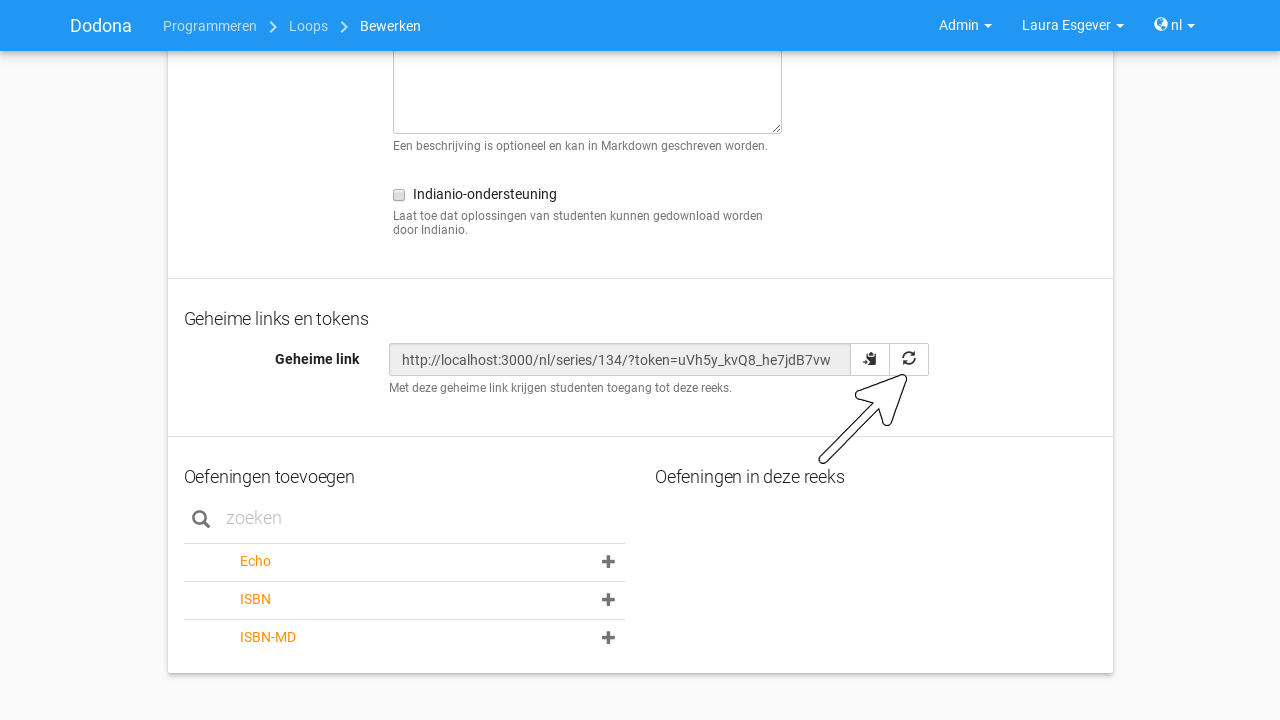 Dodona Programmeren Loops Bewerken Admin Laura Esgever nl
Een beschrijving is optioneel en kan in Markdown geschreven worden.
Indianio-ondersteuning
Laat toe dat oplossingen van studenten kunnen gedownload worden
door Indianio.
Geheime links en tokens
Geheime link http://localhost:3000/nl/series/134/?token=uVh5y_kvQ8_he7jdB7vw
Met deze geheime link krijgen studenten toegang tot deze reeks.
Oefeningen toevoegen
zoeken
Echo
ISBN
ISBN-MD
Oefeningen in deze reeks